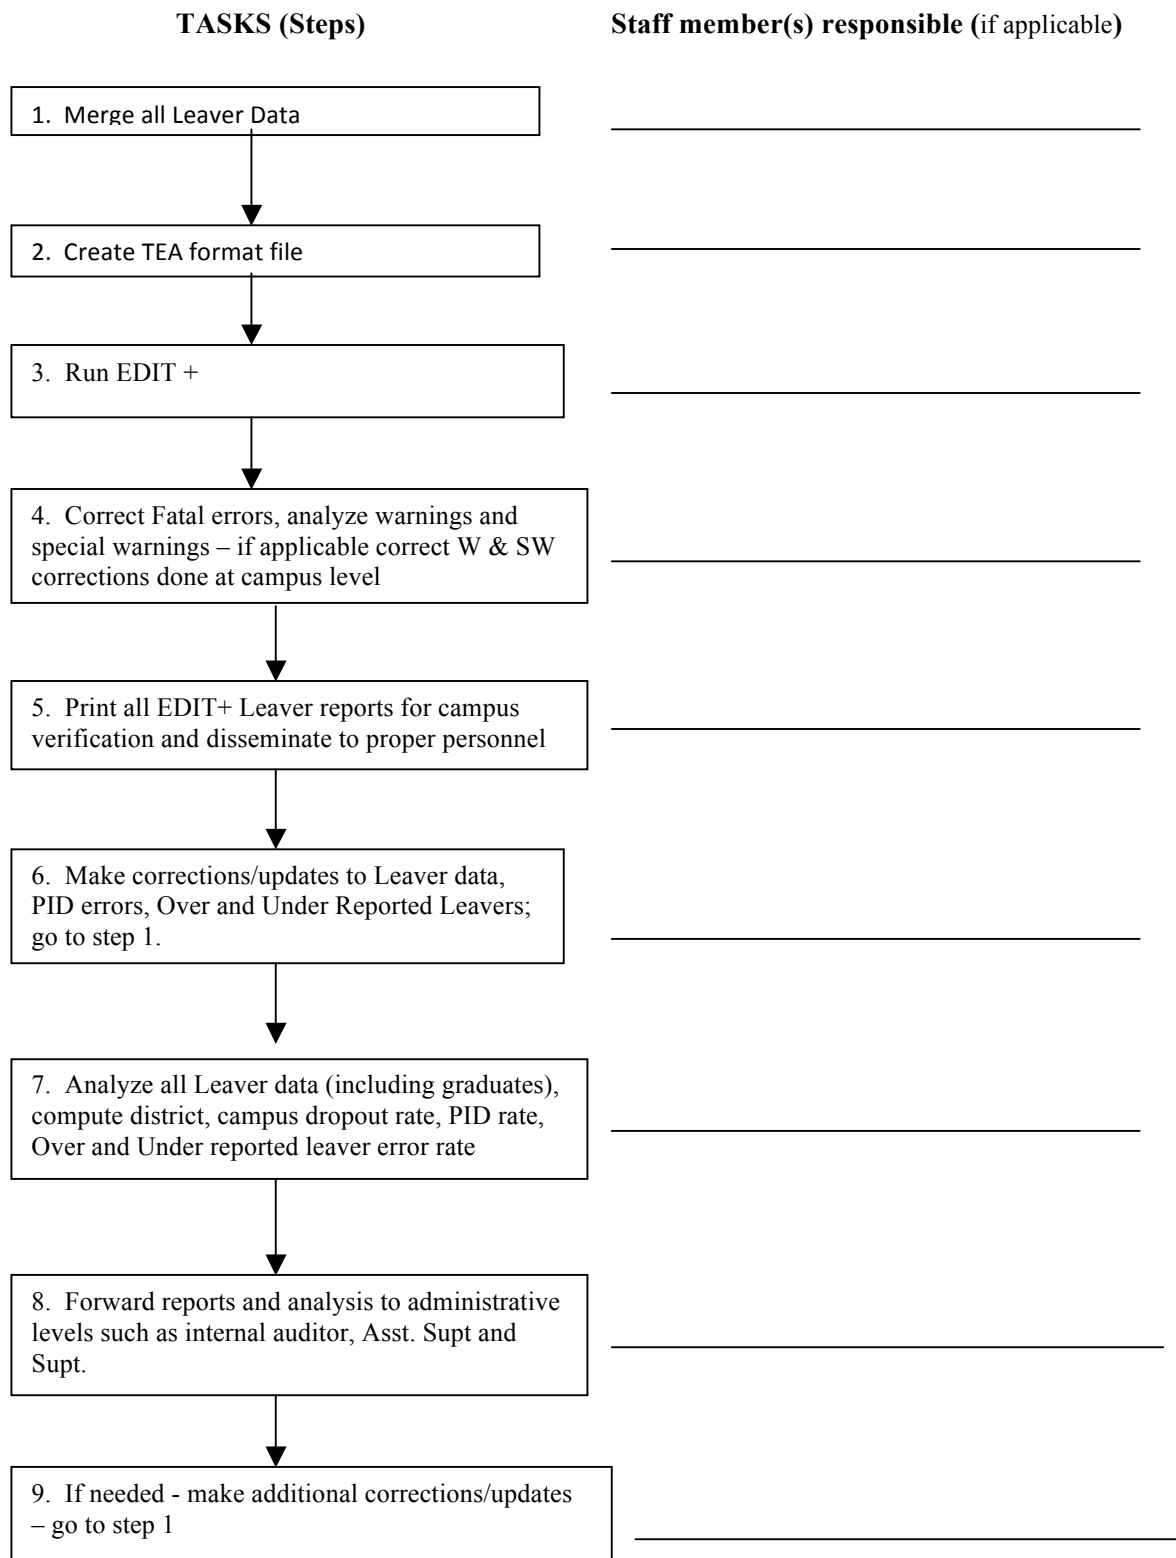 TASKS (Steps) Staff member(s) responsible (if applicable)
1. Merge all Leaver Data
2. Create TEA format file
3. Run EDIT +
4. Correct Fatal errors, analyze warnings and
special warnings – if applicable correct W & SW
corrections done at campus level
5. Print all EDIT+ Leaver reports for campus
verification and disseminate to proper personnel
6. Make corrections/updates to Leaver data,
PID errors, Over and Under Reported Leavers;
go to step 1.
7. Analyze all Leaver data (including graduates),
compute district, campus dropout rate, PID rate,
Over and Under reported leaver error rate
8. Forward reports and analysis to administrative
levels such as internal auditor, Asst. Supt and
Supt.
9. If needed - make additional corrections/updates
– go to step 1